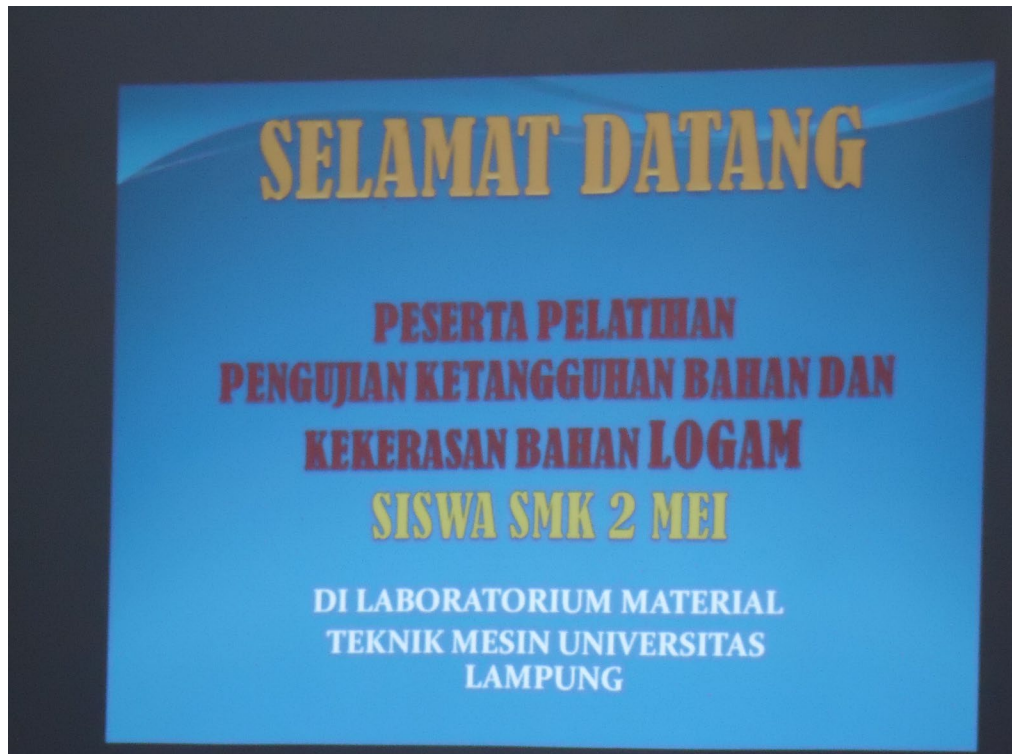 SELAMAT DATANG
PESERTA PELATIHAN
PENGUJIAN KETANGGUHAN BAHAN DAN
KEKERASAN BAHAN LOGAM
SISWA SMK 2 MEI
DI LABORATORIUM MATERIAL
TEKNIK MESIN UNIVERSITAS
LAMPUNG